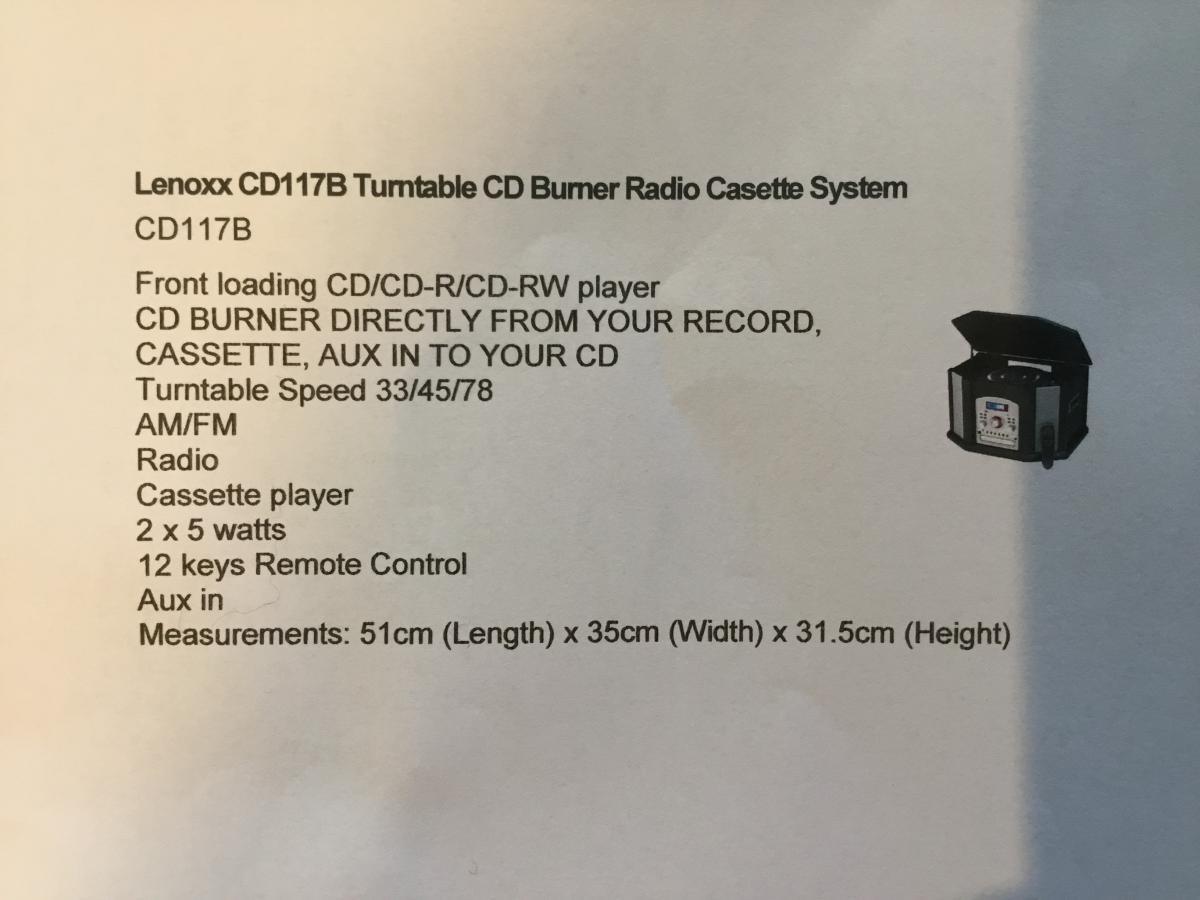 Lenoxx CD117B Turntable CD Burner Radio Casette System
CD117B
Front loading CD/CD-R/CD-RW player
CD BURNER DIRECTLY FROM YOUR RECORD,
CASSETTE, AUX IN TO YOUR CD
Turntable Speed 33/45/78
AM/FM
Radio
Cassette player
2 x 5 watts
12 keys Remote Control
Aux in
Measurements: 51cm (Length) x 35cm (Width) x 31.5cm (Height)